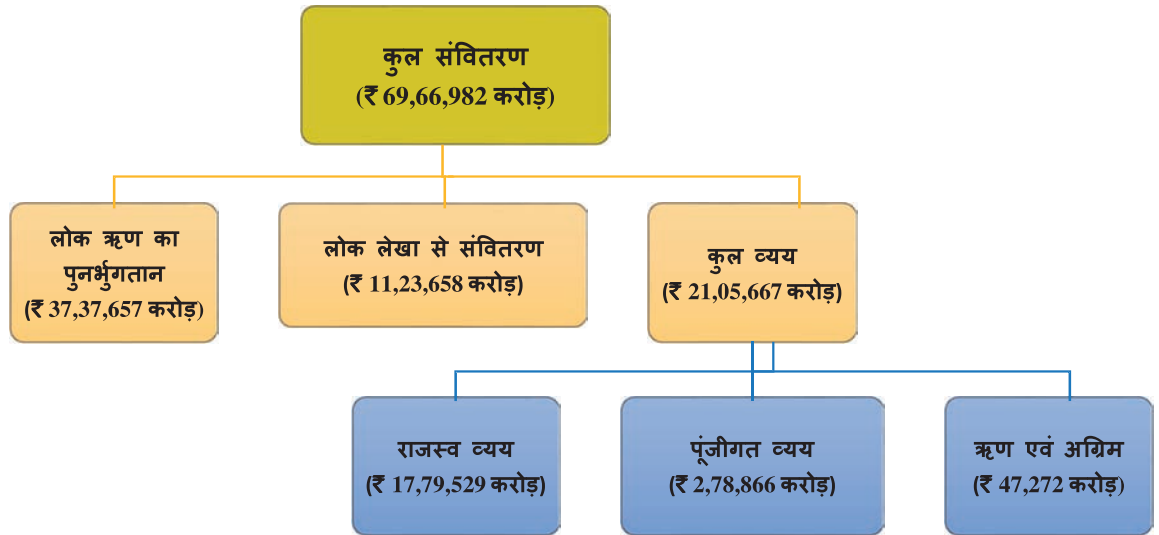 कुल संवितरण
(₹ 69,66,982 करोड़)
लोक ऋण का
पुनर्भुगतान
(₹ 37,37,657 करोड़)
लोक लेखा से संवितरण
(₹ 11,23,658 करोड़)
कुल व्यय
(₹ 21,05,667 करोड़)
राजस्व व्यय
(₹ 17,79,529 करोड़)
पूंजीगत व्यय
(₹ 2,78,866 करोड़)
ऋण एवं अग्रिम
(₹ 47,272 करोड़)